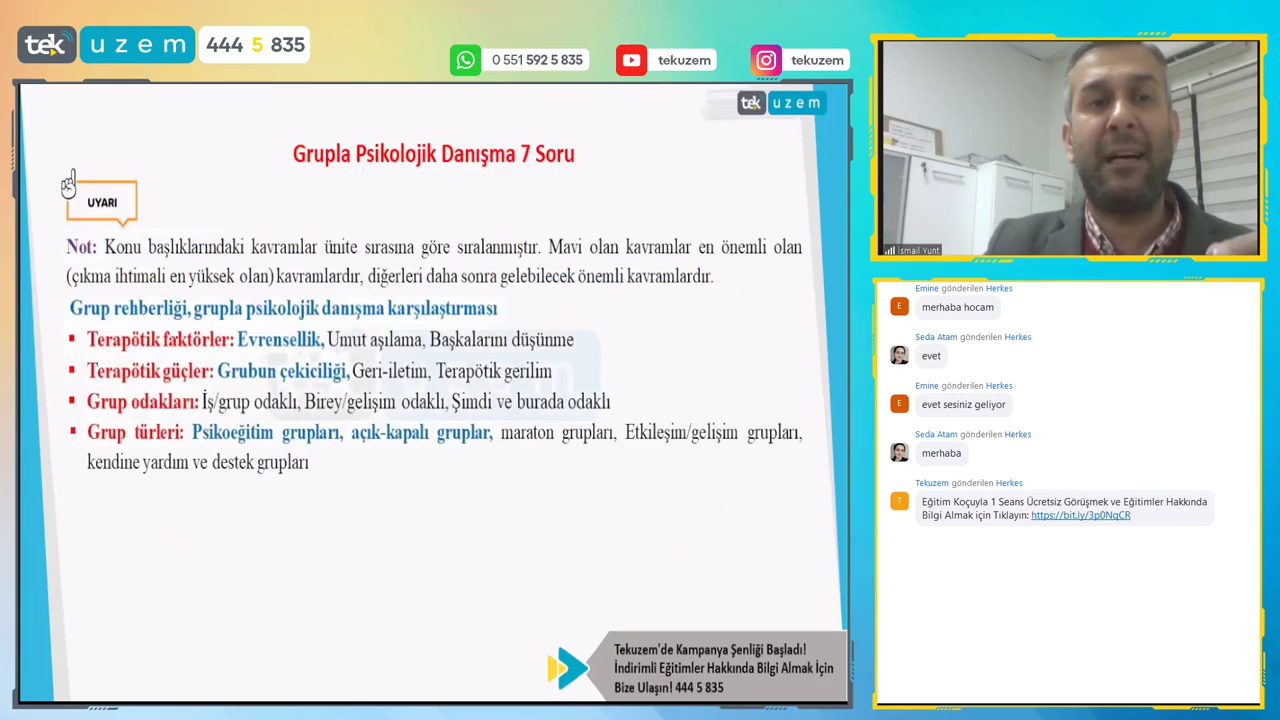 tek uzem 444 5 835
0 551 592 5 835
tekuzem
tekuzem
tek uzem
Grupla Psikolojik Danışma 7 Soru
UYARI
Not: Konu başlıklarındaki kavramlar ünite sırasına göre sıralanmıştır. Mavi olan kavramlar en önemli olan
(çıkma ihtimali en yüksek olan) kavramlardır, diğerleri daha sonra gelebilecek önemli kavramlardır.
Grup rehberliği, grupla psikolojik danışma karşılaştırması
▪ Terapötik faktörler: Evrensellik, Umut aşılama, Başkalarını düşünme
▪ Terapötik güçler: Grubun çekiciliği, Geri-iletim, Terapötik gerilim
▪ Grup odakları: İş/grup odaklı, Birey/gelişim odaklı, Şimdi ve burada odaklı
▪ Grup türleri: Psikoeğitim grupları, açık-kapalı gruplar, maraton grupları, Etkileşim/gelişim grupları,
kendine yardım ve destek grupları
Tekuzem'de Kampanya Şenliği Başladı!
İndirimli Eğitimler Hakkında Bilgi Almak İçin
Bize Ulaşın! 444 5 835
İsmail Yunt
Emine gönderilen Herkes
E
merhaba hocam
Seda Atam gönderilen Herkes
evet
Emine gönderilen Herkes
E
evet sesiniz geliyor
Seda Atam gönderilen Herkes
merhaba
Tekuzem gönderilen Herkes
T
Eğitim Koçuyla 1 Seans Ücretsiz Görüşmek ve Eğitimler Hakkında
Bilgi Almak için Tıklayın: https://bit.ly/3p0NqCR